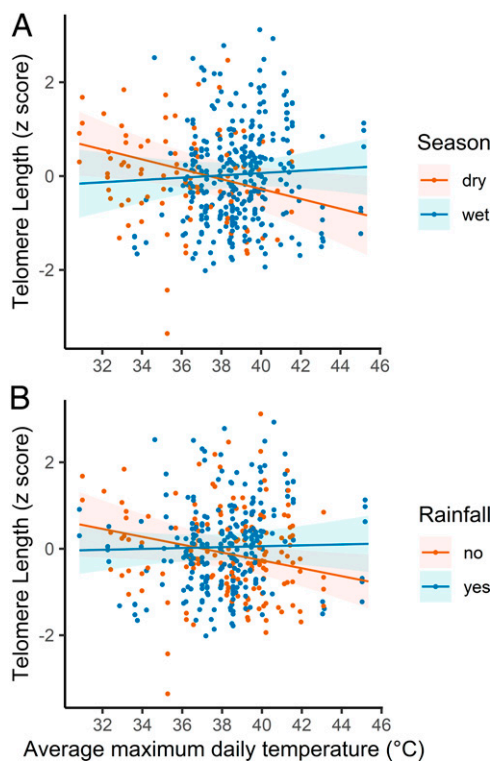 A
Telomere Length (z score)
2
0
-2
32 34 36 38 40 42 44 46
Season
dry
wet
B
Telomere Length (z score)
2
0
-2
32 34 36 38 40 42 44 46
Rainfall
no
yes
Average maximum daily temperature (°C)